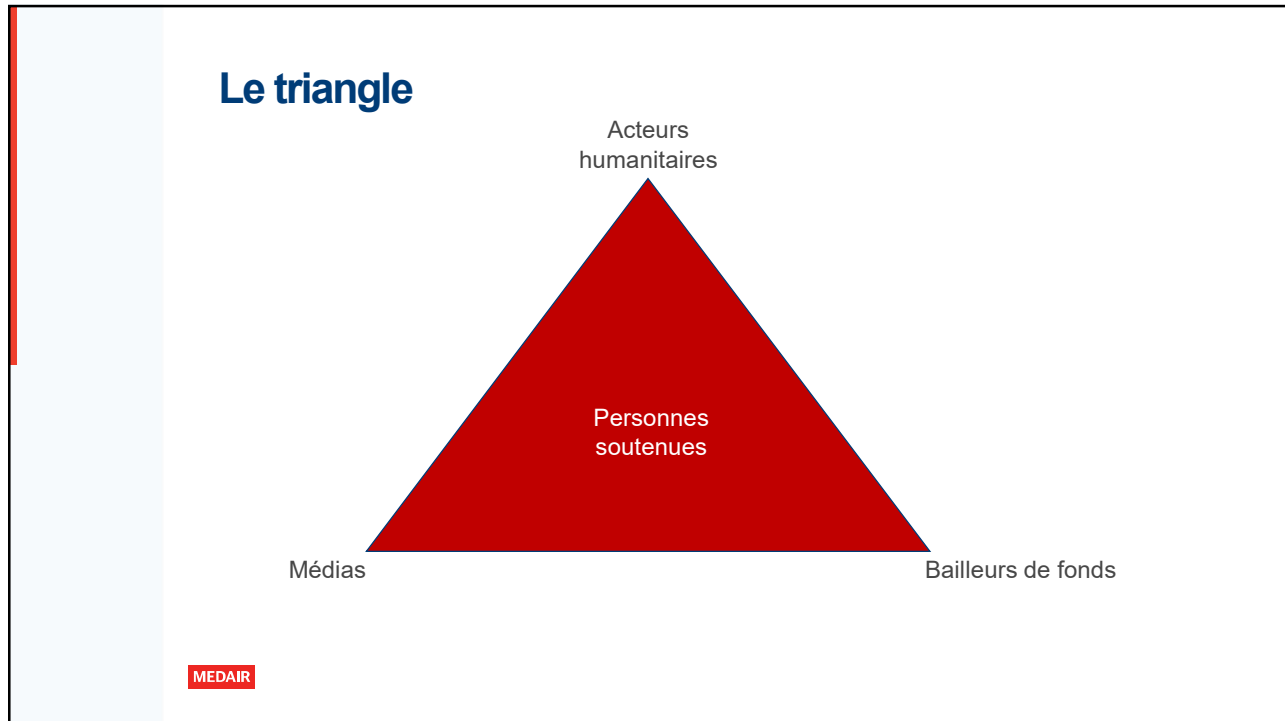 Le triangle
Acteurs
humanitaires
Personnes
soutenues
Médias
Bailleurs de fonds
MEDAIR